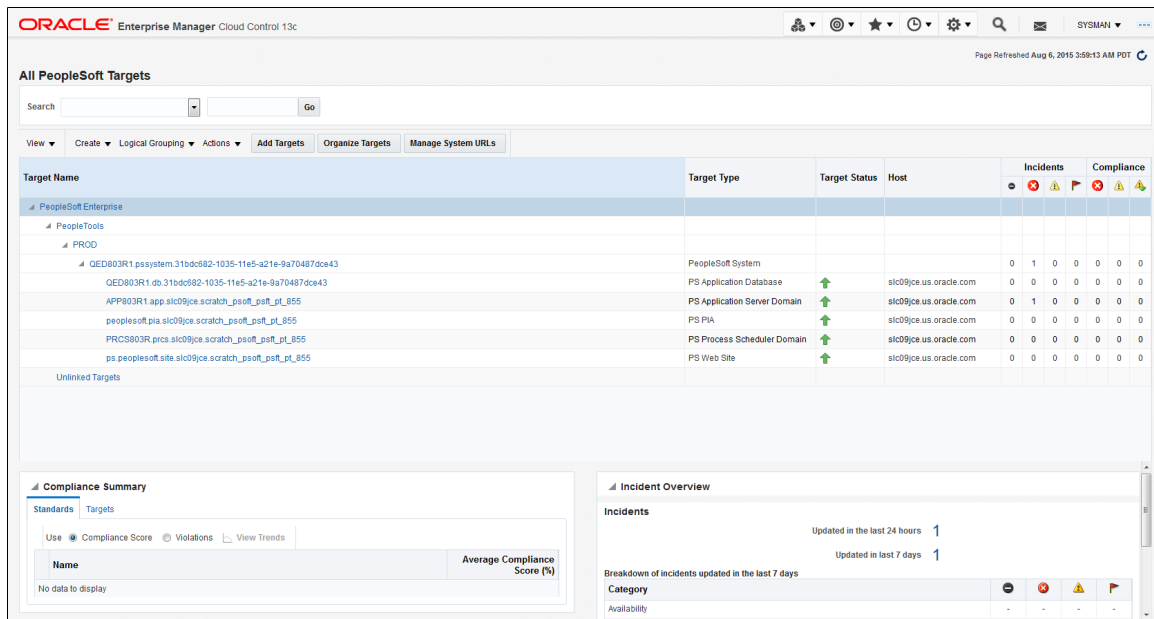 ORACLE Enterprise Manager Cloud Control 13c SYSMAN
Page Refreshed Aug 6, 2015 3:59:13 AM PDT
All PeopleSoft Targets
Search Go
View Create Logical Grouping Actions Add Targets Organize Targets Manage System URLs
Target Name Target Type Target Status Host Incidents Compliance
PeopleSoft Enterprise
PeopleTools
PROD
QED803R1.pssystem.31bdc682-1035-11e5-a21e-9a70487dce43 PeopleSoft System 0 1 0 0 0 0 0
QED803R1.db.31bdc682-1035-11e5-a21e-9a70487dce43 PS Application Database slc09jce.us.oracle.com 0 0 0 0 0 0 0
APP803R1.app.slc09jce.scratch_psoft_psft_pt_855 PS Application Server Domain slc09jce.us.oracle.com 0 1 0 0 0 0 0
peoplesoft.pia.slc09jce.scratch_psoft_psft_pt_855 PS PIA slc09jce.us.oracle.com 0 0 0 0 0 0 0
PRCS803R.prcs.slc09jce.scratch_psoft_psft_pt_855 PS Process Scheduler Domain slc09jce.us.oracle.com 0 0 0 0 0 0 0
ps.peoplesoft.site.slc09jce.scratch_psoft_psft_pt_855 PS Web Site slc09jce.us.oracle.com 0 0 0 0 0 0 0
Unlinked Targets
Compliance Summary
Standards Targets
Use Compliance Score Violations View Trends
Name Average Compliance Score (%)
No data to display
Incident Overview
Incidents
Updated in the last 24 hours 1
Updated in last 7 days 1
Breakdown of incidents updated in the last 7 days
Category
Availability - - - -